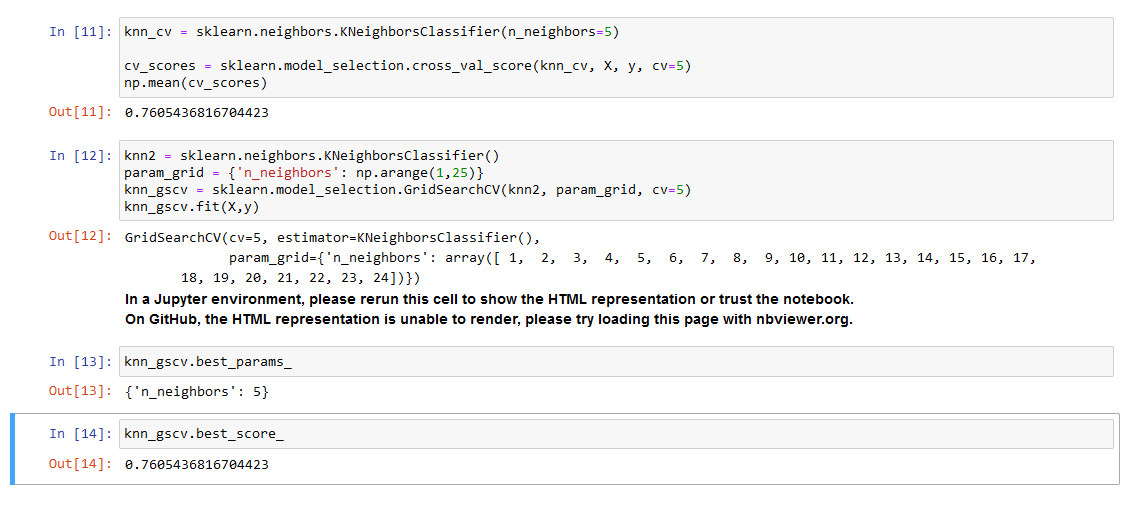 In [11]: knn_cv = sklearn.neighbors.KNeighborsClassifier(n_neighbors=5)
cv_scores = sklearn.model_selection.cross_val_score(knn_cv, X, y, cv=5)
np.mean(cv_scores)
Out[11]: 0.7605436816704423
In [12]: knn2 = sklearn.neighbors.KNeighborsClassifier()
param_grid = {'n_neighbors': np.arange(1,25)}
knn_gscv = sklearn.model_selection.GridSearchCV(knn2, param_grid, cv=5)
knn_gscv.fit(X,y)
Out[12]: GridSearchCV(cv=5, estimator=KNeighborsClassifier(),
param_grid={'n_neighbors': array([ 1,  2,  3,  4,  5,  6,  7,  8,  9, 10, 11, 12, 13, 14, 15, 16, 17,
18, 19, 20, 21, 22, 23, 24])})
In a Jupyter environment, please rerun this cell to show the HTML representation or trust the notebook.
On GitHub, the HTML representation is unable to render, please try loading this page with nbviewer.org.
In [13]: knn_gscv.best_params_
Out[13]: {'n_neighbors': 5}
In [14]: knn_gscv.best_score_
Out[14]: 0.7605436816704423